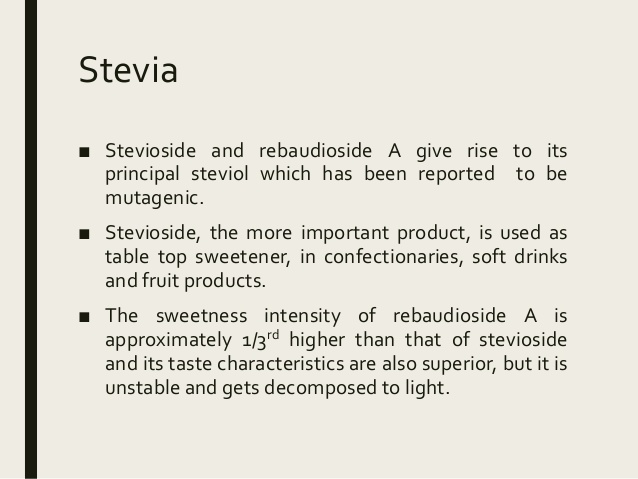 Stevia
■ Stevioside and rebaudioside A give rise to its
principal steviol which has been reported to be
mutagenic.
■ Stevioside, the more important product, is used as
table top sweetener, in confectionaries, soft drinks
and fruit products.
■ The sweetness intensity of rebaudioside A is
approximately 1/3rd higher than that of stevioside
and its taste characteristics are also superior, but it is
unstable and gets decomposed to light.